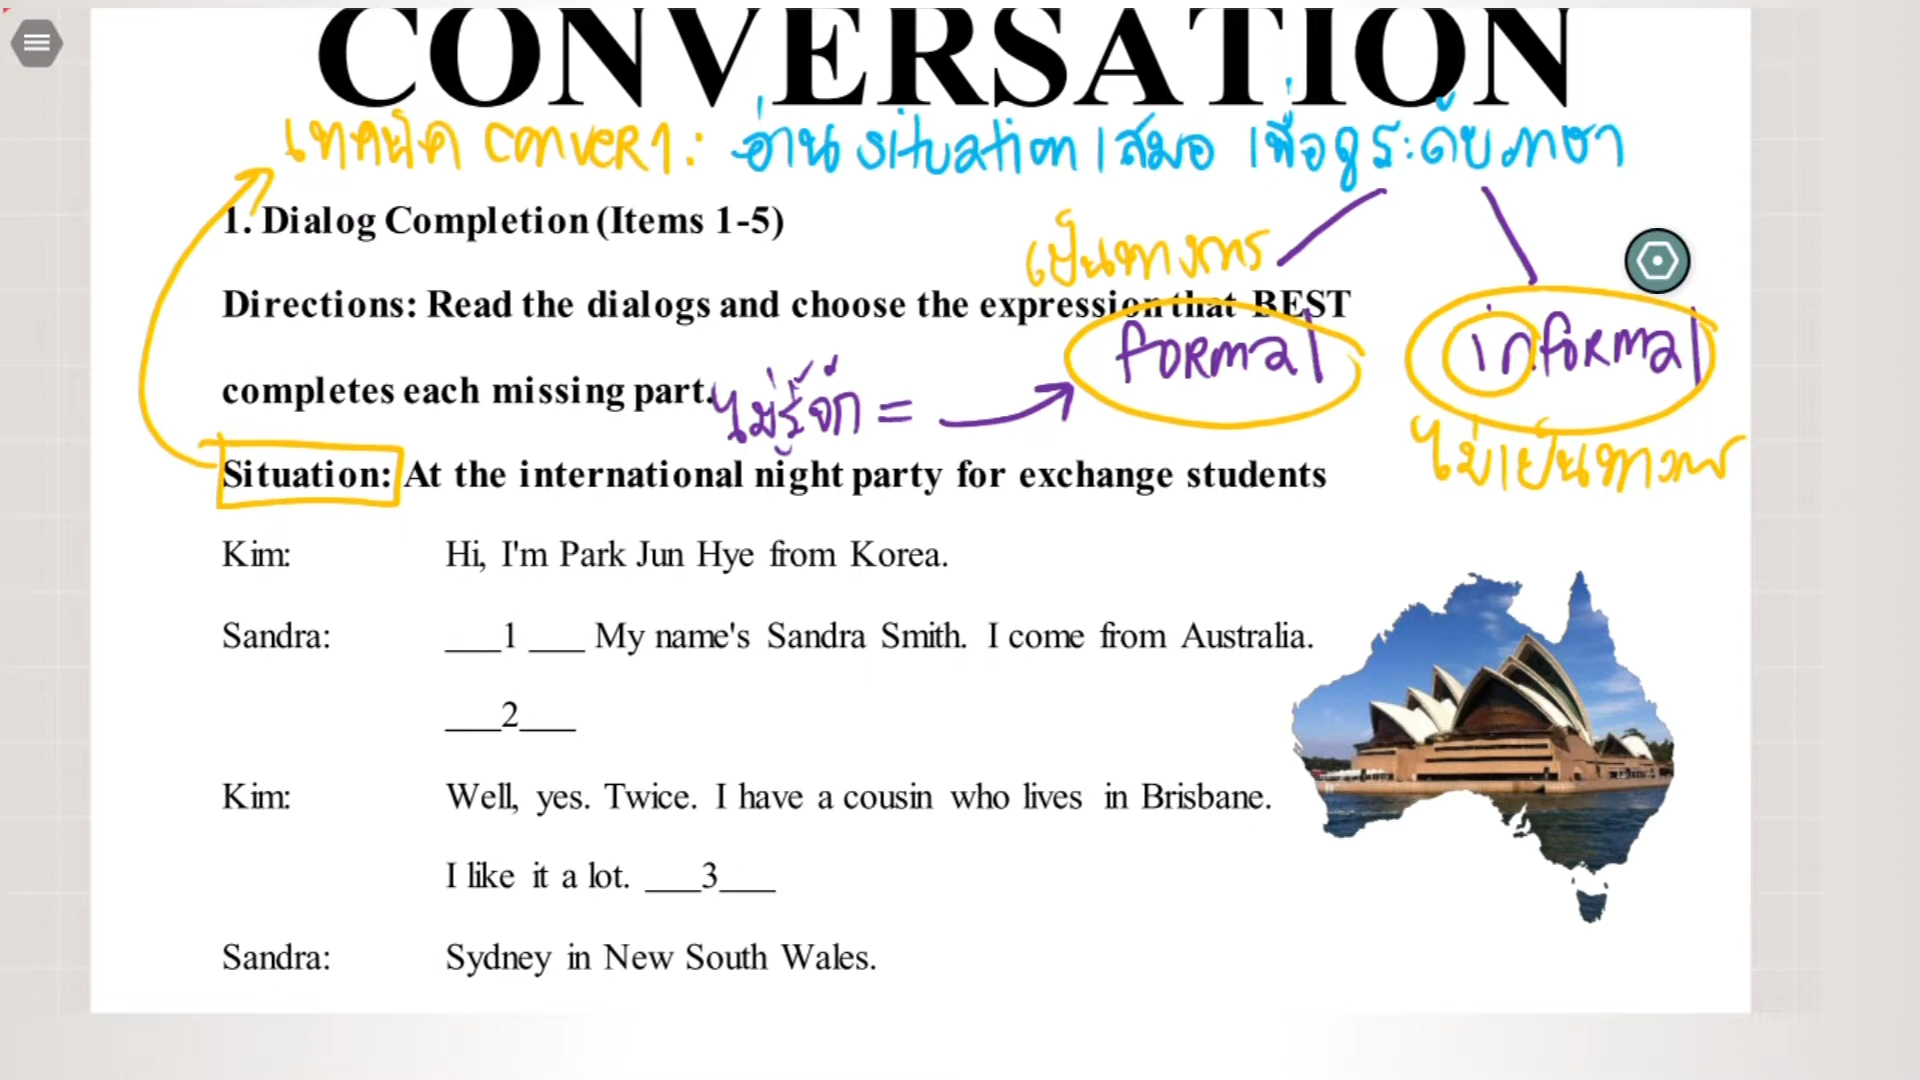 CONVERSATION
เทคนิค conver1: อ่าน situation เสมอ เพื่อดูระดับภาษา
1. Dialog Completion (Items 1-5)
เป็นทางการ
Directions: Read the dialogs and choose the expression that BEST
formal
informal
completes each missing part.
ไม่รู้จัก =
ไม่เป็นทางการ
Situation: At the international night party for exchange students
Kim: Hi, I'm Park Jun Hye from Korea.
Sandra: ___1 ___ My name's Sandra Smith. I come from Australia.
___2___
Kim: Well, yes. Twice. I have a cousin who lives in Brisbane.
I like it a lot. ___3___
Sandra: Sydney in New South Wales.